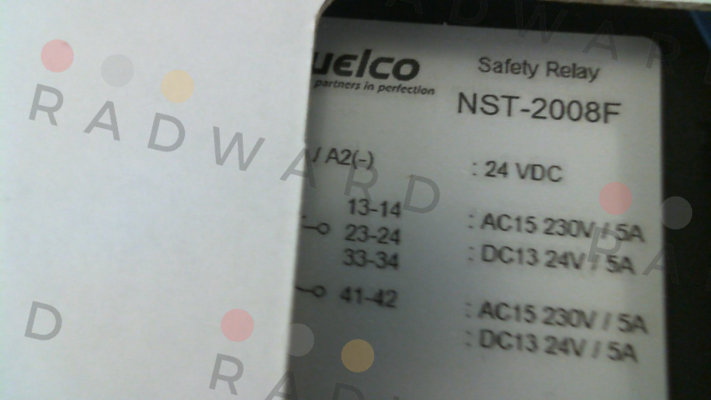 uelco
partners in perfection
Safety Relay
NST-2008F
/ A2(-) : 24 VDC
13-14 : AC15 230V / 5A
23-24 : DC13 24V / 5A
33-34
41-42 : AC15 230V / 5A
: DC13 24V / 5A
RADWARD
RADWARD
RA
D
RAD